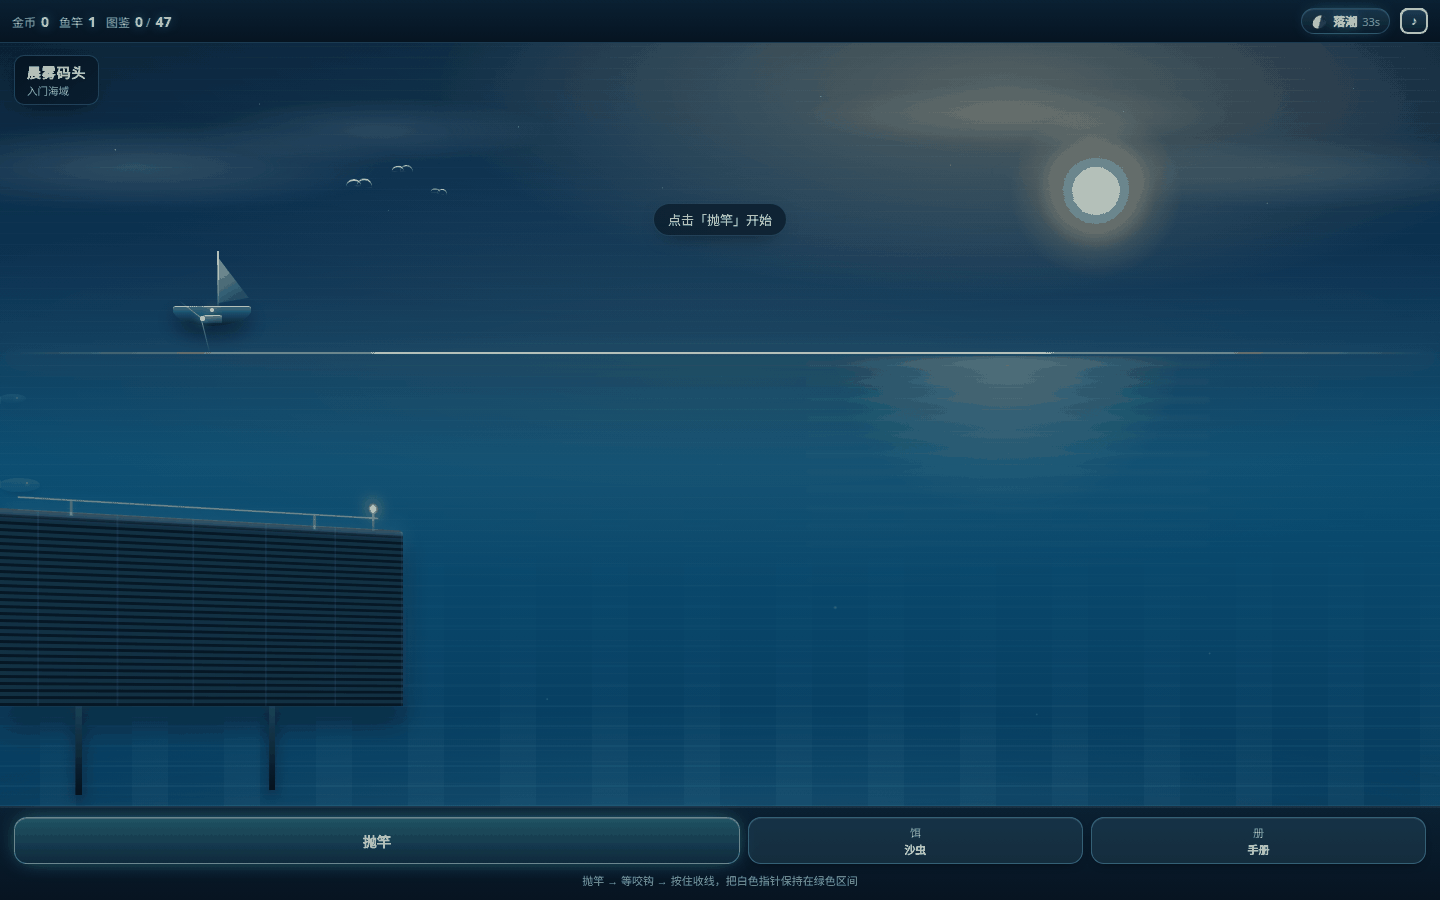 金币 0 鱼竿 1 图鉴 0 / 47
落潮 33s
♪
晨雾码头
入门海域
点击「抛竿」开始
抛竿
饵
沙虫
册
手册
抛竿 → 等咬钩 → 按住收线，把白色指针保持在绿色区间